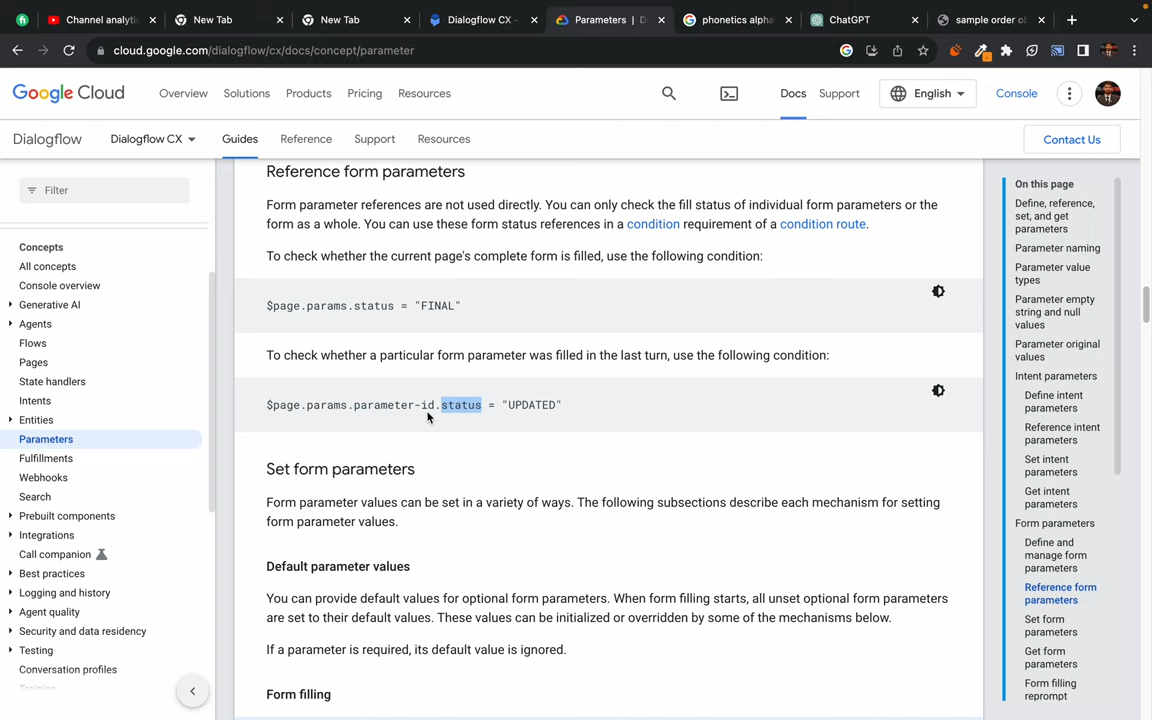 Channel analytic
New Tab
New Tab
Dialogflow CX -
Parameters | D
phonetics alpha
ChatGPT
sample order ob
cloud.google.com/dialogflow/cx/docs/concept/parameter
Google Cloud
Overview
Solutions
Products
Pricing
Resources
Docs
Support
English
Console
Dialogflow
Dialogflow CX
Guides
Reference
Support
Resources
Contact Us
Filter
Concepts
All concepts
Console overview
Generative AI
Agents
Flows
Pages
State handlers
Intents
Entities
Parameters
Fulfillments
Webhooks
Search
Prebuilt components
Integrations
Call companion
Best practices
Logging and history
Agent quality
Security and data residency
Testing
Conversation profiles
Training
Reference form parameters
Form parameter references are not used directly. You can only check the fill status of individual form parameters or the
form as a whole. You can use these form status references in a condition requirement of a condition route.
To check whether the current page's complete form is filled, use the following condition:
$page.params.status = "FINAL"
To check whether a particular form parameter was filled in the last turn, use the following condition:
$page.params.parameter-id.status = "UPDATED"
Set form parameters
Form parameter values can be set in a variety of ways. The following subsections describe each mechanism for setting
form parameter values.
Default parameter values
You can provide default values for optional form parameters. When form filling starts, all unset optional form parameters
are set to their default values. These values can be initialized or overridden by some of the mechanisms below.
If a parameter is required, its default value is ignored.
Form filling
On this page
Define, reference,
set, and get
parameters
Parameter naming
Parameter value
types
Parameter empty
string and null
values
Parameter original
values
Intent parameters
Define intent
parameters
Reference intent
parameters
Set intent
parameters
Get intent
parameters
Form parameters
Define and
manage form
parameters
Reference form
parameters
Set form
parameters
Get form
parameters
Form filling
reprompt